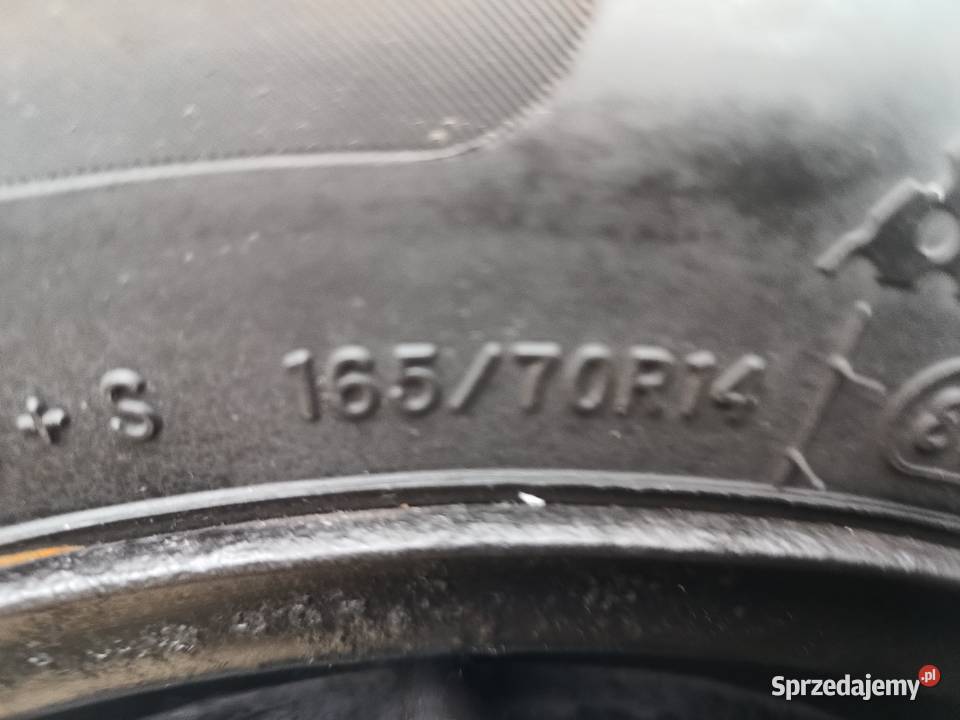 + S 165/70R14
Sprzedajemy.pl